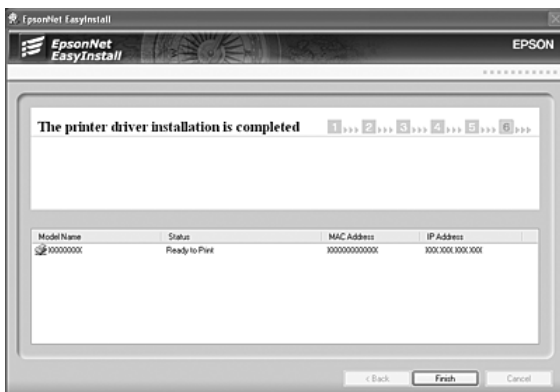 EpsonNet EasyInstall
EpsonNet
EasyInstall
EPSON
The printer driver installation is completed
1 2 3 4 5 6
Model Name Status MAC Address IP Address
XXXXXXXXX Ready to Print XXXXXXXXXXXX XXX.XXX.XXX.XXX
< Back Finish Cancel